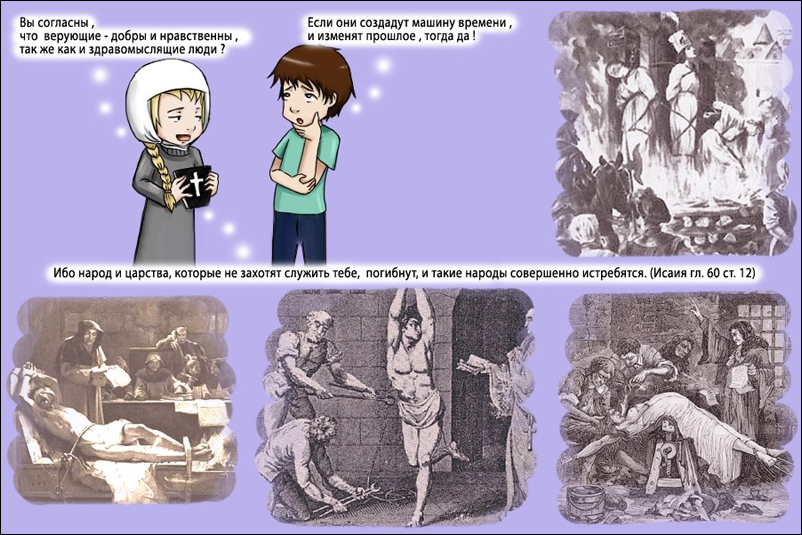 Вы согласны ,
что верующие - добры и нравственны ,
так же как и здравомыслящие люди ?
Если они создадут машину времени ,
и изменят прошлое , тогда да !
Ибо народ и царства, которые не захотят служить тебе, погибнут, и такие народы совершенно истребятся. (Исаия гл. 60 ст. 12)